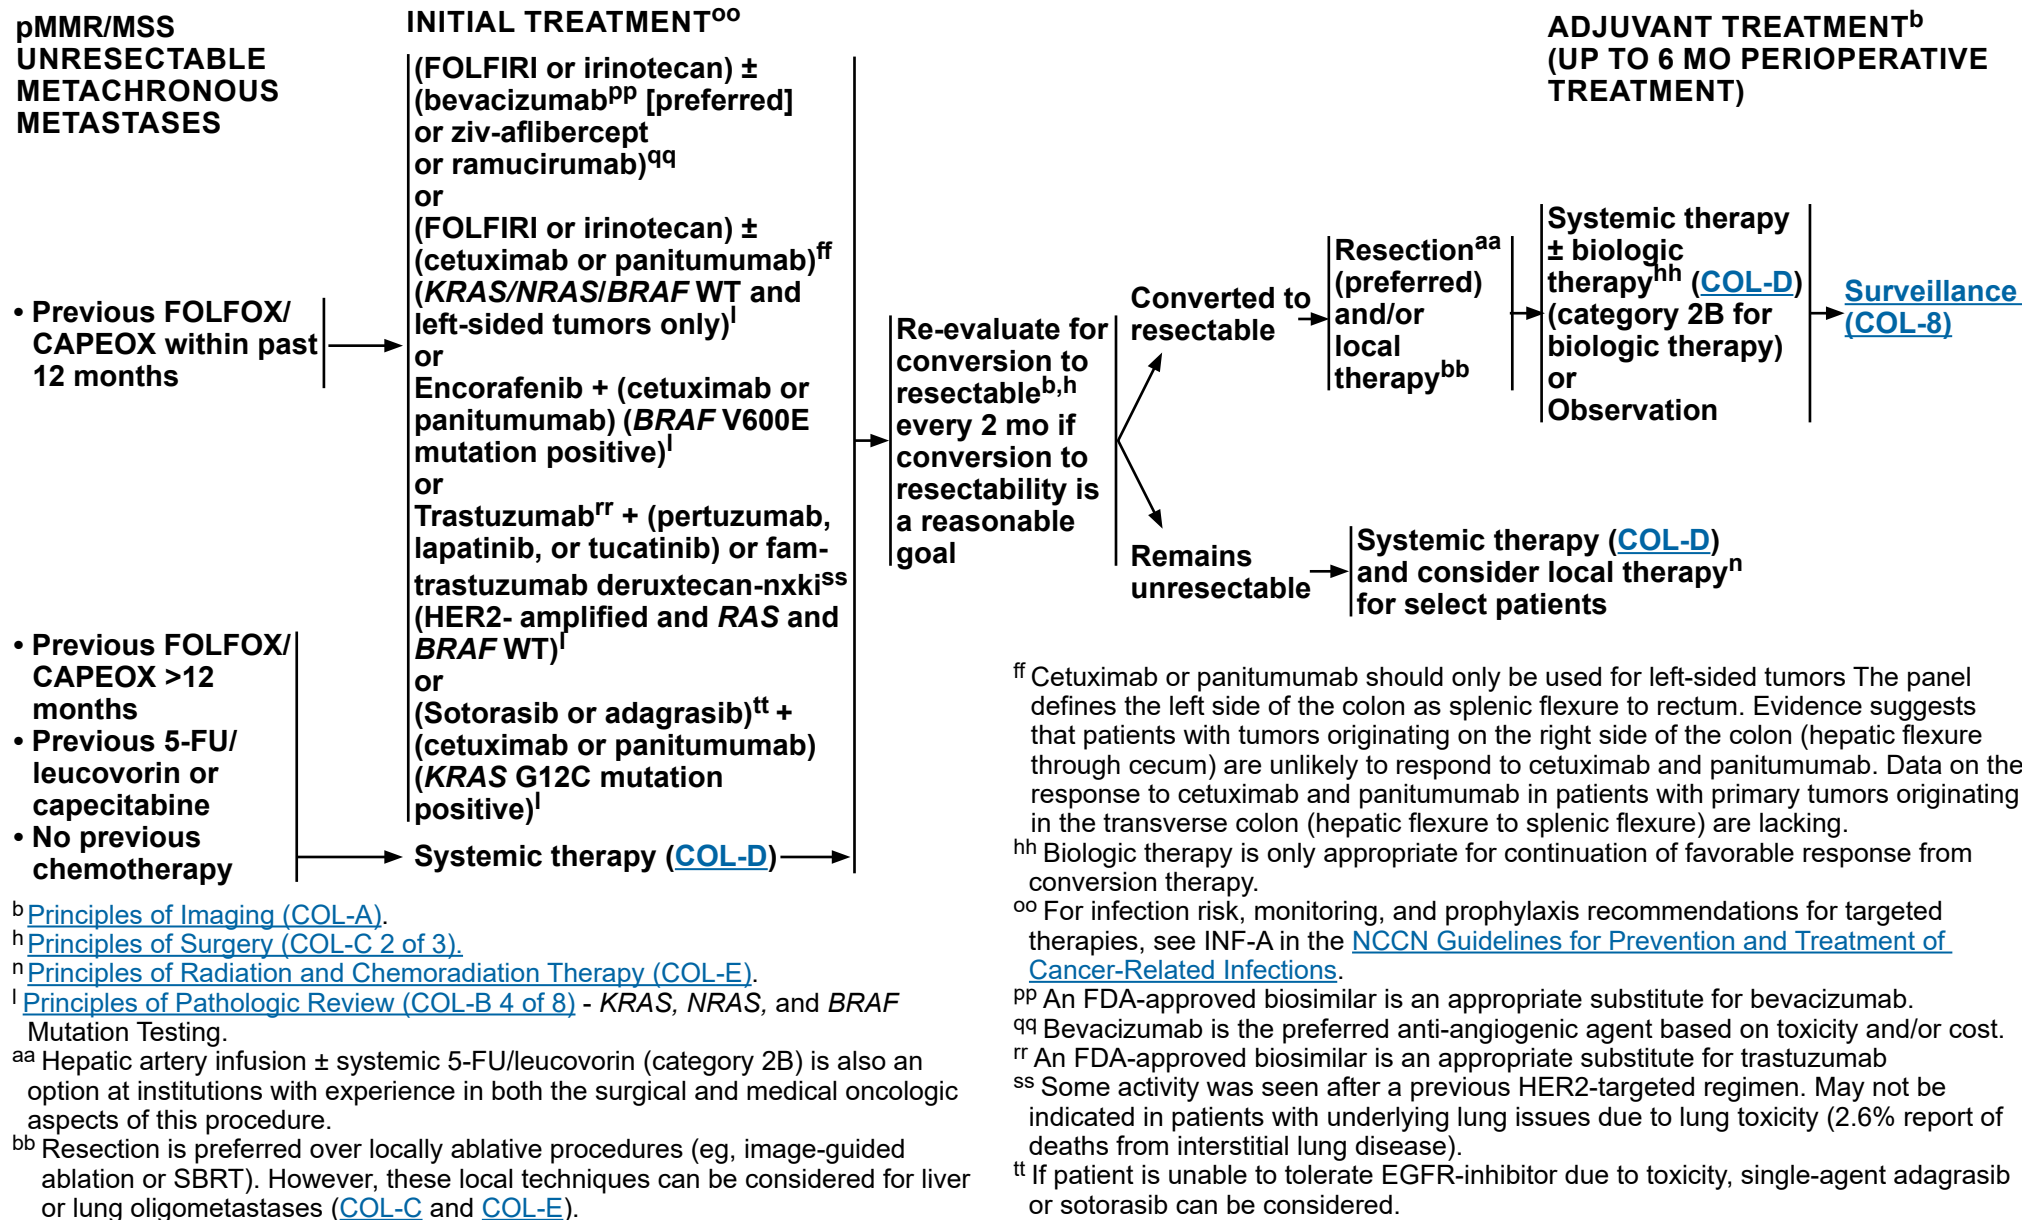 pMMR/MSS
UNRESECTABLE
METACHRONOUS
METASTASES
INITIAL TREATMENToo
ADJUVANT TREATMENTb
(UP TO 6 MO PERIOPERATIVE
TREATMENT)
• Previous FOLFOX/
CAPEOX within past
12 months
• Previous FOLFOX/
CAPEOX >12
months
• Previous 5-FU/
leucovorin or
capecitabine
• No previous
chemotherapy
(FOLFIRI or irinotecan) ±
(bevacizumabpp [preferred]
or ziv-aflibercept
or ramucirumab)qq
or
(FOLFIRI or irinotecan) ±
(cetuximab or panitumumab)ff
(KRAS/NRAS/BRAF WT and
left-sided tumors only)l
or
Encorafenib + (cetuximab or
panitumumab) (BRAF V600E
mutation positive)l
or
Trastuzumabrr + (pertuzumab,
lapatinib, or tucatinib) or fam-
trastuzumab deruxtecan-nxkiss
(HER2- amplified and RAS and
BRAF WT)l
or
(Sotorasib or adagrasib)tt +
(cetuximab or panitumumab)
(KRAS G12C mutation
positive)l
Systemic therapy (COL-D)
Re-evaluate for
conversion to
resectableb,h
every 2 mo if
conversion to
resectability is
a reasonable
goal
Converted to
resectable
Remains
unresectable
Resectionaa
(preferred)
and/or
local
therapybb
Systemic therapy
± biologic
therapyhh (COL-D)
(category 2B for
biologic therapy)
or
Observation
Surveillance
(COL-8)
Systemic therapy (COL-D)
and consider local therapyn
for select patients
b Principles of Imaging (COL-A).
h Principles of Surgery (COL-C 2 of 3).
n Principles of Radiation and Chemoradiation Therapy (COL-E).
l Principles of Pathologic Review (COL-B 4 of 8) - KRAS, NRAS, and BRAF
Mutation Testing.
aa Hepatic artery infusion ± systemic 5-FU/leucovorin (category 2B) is also an
option at institutions with experience in both the surgical and medical oncologic
aspects of this procedure.
bb Resection is preferred over locally ablative procedures (eg, image-guided
ablation or SBRT). However, these local techniques can be considered for liver
or lung oligometastases (COL-C and COL-E).
ff Cetuximab or panitumumab should only be used for left-sided tumors The panel
defines the left side of the colon as splenic flexure to rectum. Evidence suggests
that patients with tumors originating on the right side of the colon (hepatic flexure
through cecum) are unlikely to respond to cetuximab and panitumumab. Data on the
response to cetuximab and panitumumab in patients with primary tumors originating
in the transverse colon (hepatic flexure to splenic flexure) are lacking.
hh Biologic therapy is only appropriate for continuation of favorable response from
conversion therapy.
oo For infection risk, monitoring, and prophylaxis recommendations for targeted
therapies, see INF-A in the NCCN Guidelines for Prevention and Treatment of
Cancer-Related Infections.
pp An FDA-approved biosimilar is an appropriate substitute for bevacizumab.
qq Bevacizumab is the preferred anti-angiogenic agent based on toxicity and/or cost.
rr An FDA-approved biosimilar is an appropriate substitute for trastuzumab
ss Some activity was seen after a previous HER2-targeted regimen. May not be
indicated in patients with underlying lung issues due to lung toxicity (2.6% report of
deaths from interstitial lung disease).
tt If patient is unable to tolerate EGFR-inhibitor due to toxicity, single-agent adagrasib
or sotorasib can be considered.